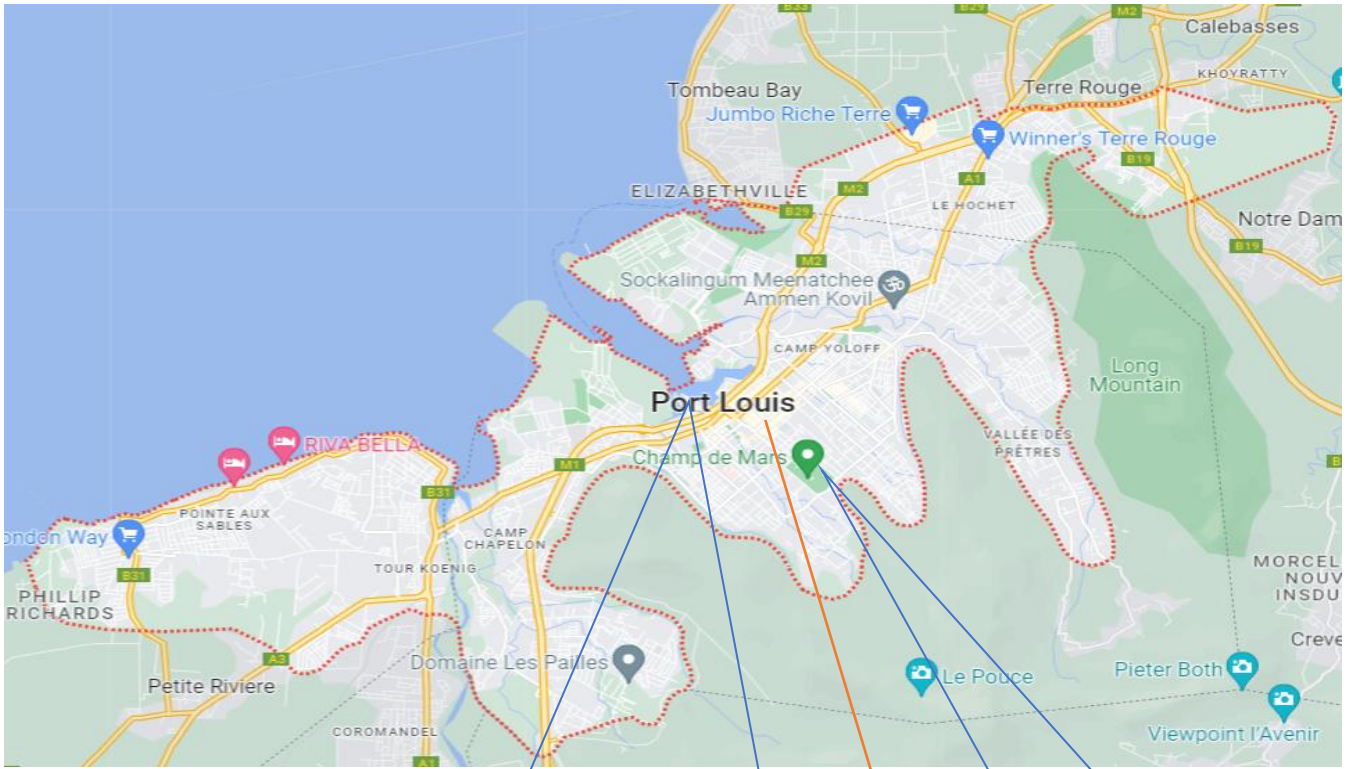 B33
B29
M2
Calebasses
KHOYRATTY
Tombeau Bay
Terre Rouge
Jumbo Riche Terre
Winner's Terre Rouge
B19
ELIZABETHVILLE
M2
A1
LE HOCHET
B29
Notre Dam
B19
M2
Sockalingum Meenatchee
Ammen Kovil
CAMP YOLOFF
Long
Mountain
Port Louis
VALLÉE DES
PRÊTRES
RIVA BELLA
Champ de Mars
M1
B
B31
POINTE AUX
SABLES
ondon Way
CAMP
CHAPELON
B31
TOUR KOENIG
MORCEL
NOUV
INSDU
PHILLIP
RICHARDS
Creve
A3
Domaine Les Pailles
Le Pouce
Pieter Both
Petite Riviere
COROMANDEL
Viewpoint l'Avenir
A1